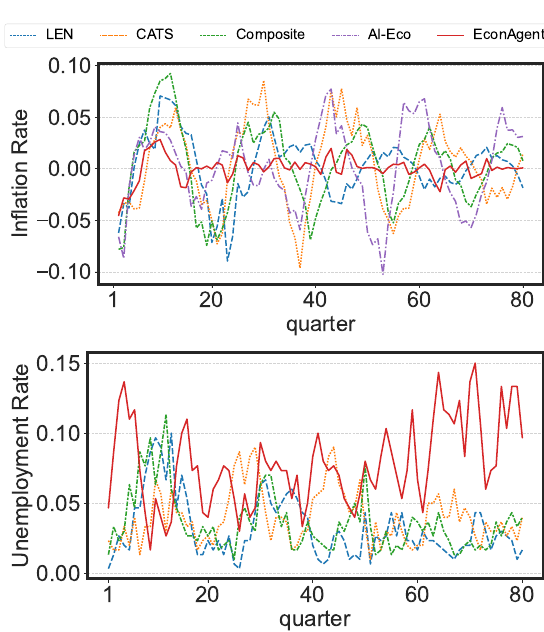 LEN CATS Composite AI-Eco EconAgent
0.10
0.05
0.00
−0.05
−0.10
Inflation Rate
1 20 40 60 80
quarter
0.15
0.10
0.05
0.00
Unemployment Rate
1 20 40 60 80
quarter